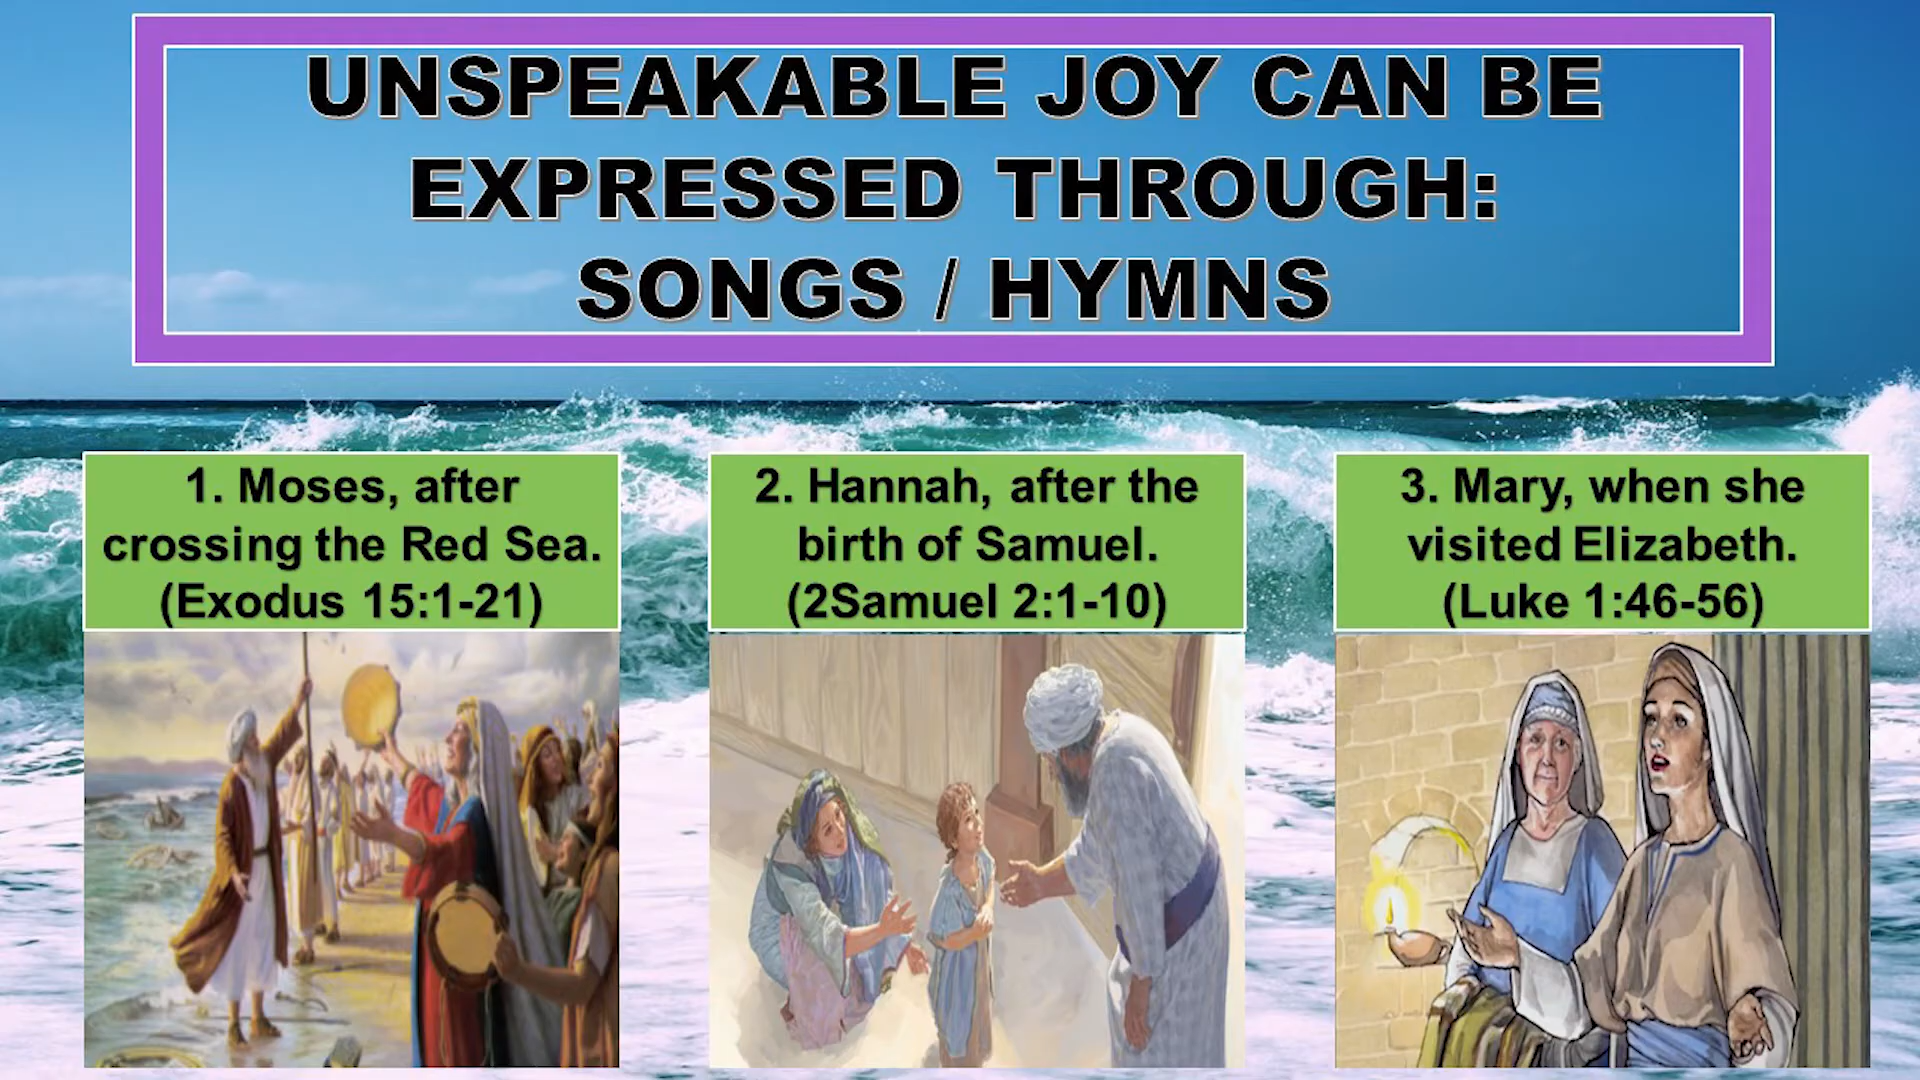 UNSPEAKABLE JOY CAN BE
EXPRESSED THROUGH:
SONGS / HYMNS
1. Moses, after
crossing the Red Sea.
(Exodus 15:1-21)
2. Hannah, after the
birth of Samuel.
(2Samuel 2:1-10)
3. Mary, when she
visited Elizabeth.
(Luke 1:46-56)